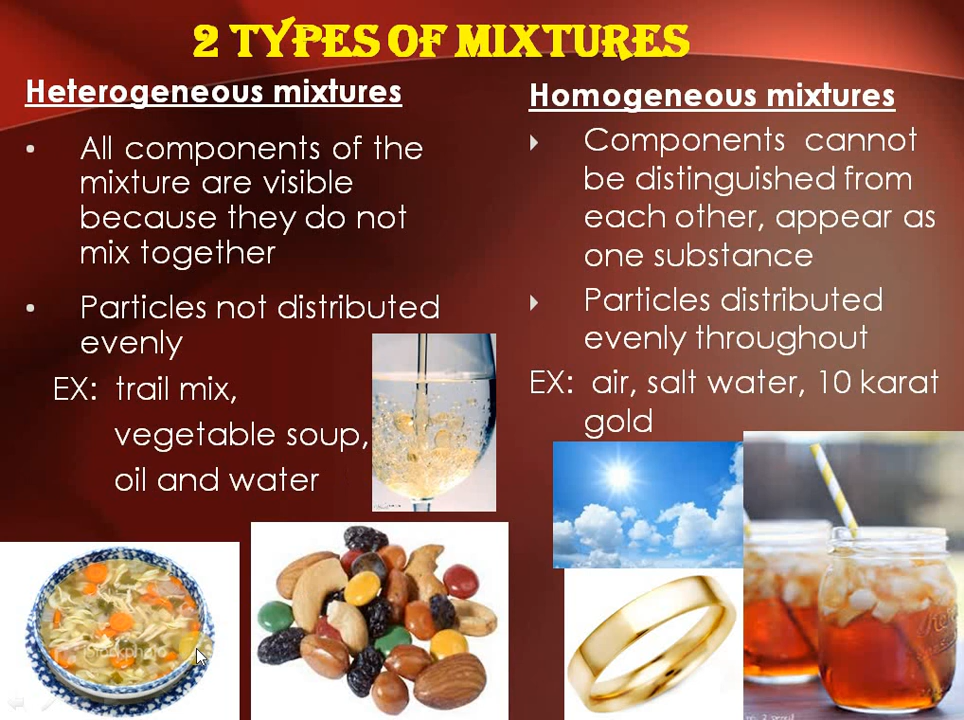 2 TYPES OF MIXTURES
Heterogeneous mixtures
• All components of the
mixture are visible
because they do not
mix together
• Particles not distributed
evenly
EX: trail mix,
vegetable soup,
oil and water
Homogeneous mixtures
Components cannot
be distinguished from
each other, appear as
one substance
Particles distributed
evenly throughout
EX: air, salt water, 10 karat
gold
iStockphoto